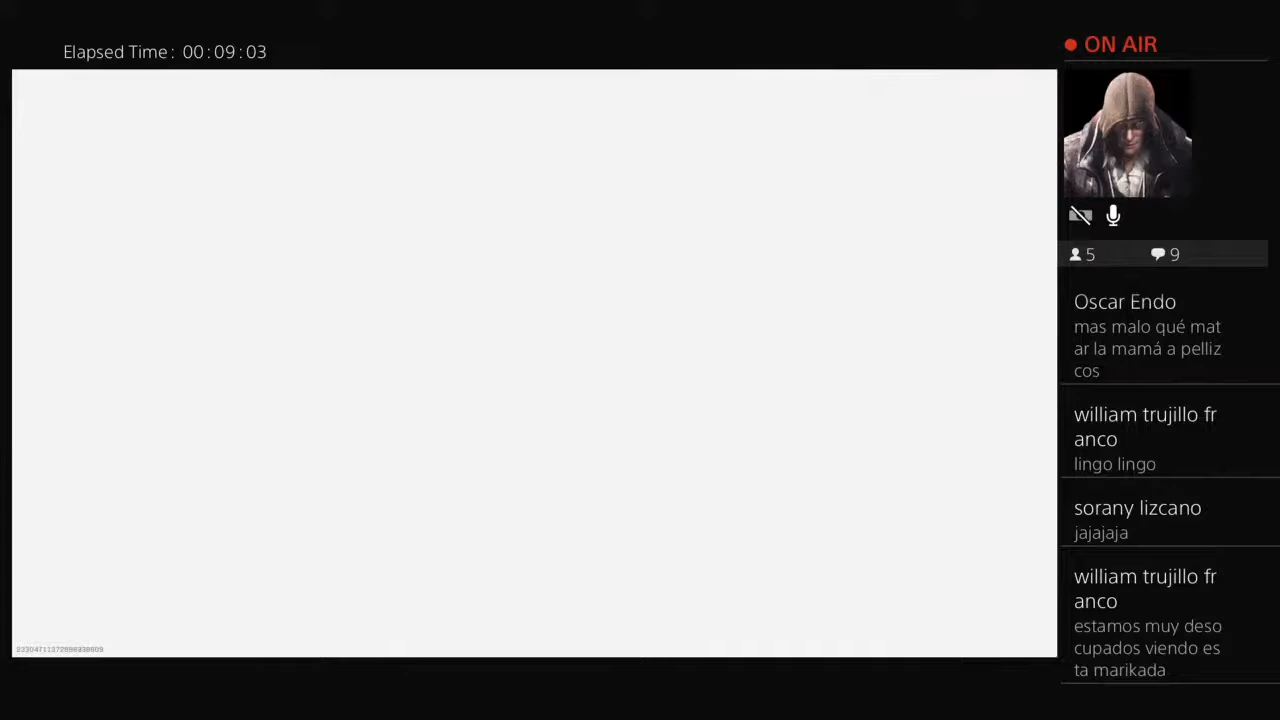 Elapsed Time: 00:09:03
ON AIR
5 9
Oscar Endo
mas malo qué mat
ar la mamá a pelliz
cos
william trujillo fr
anco
lingo lingo
sorany lizcano
jajajaja
william trujillo fr
anco
estamos muy deso
cupados viendo es
ta marikada